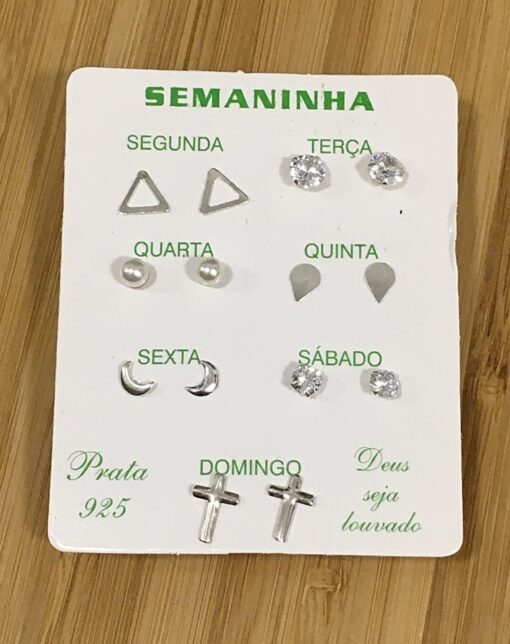 SEMANINHA
SEGUNDA
TERÇA
QUARTA
QUINTA
SEXTA
SÁBADO
DOMINGO
Prata
925
Deus
seja
louvado